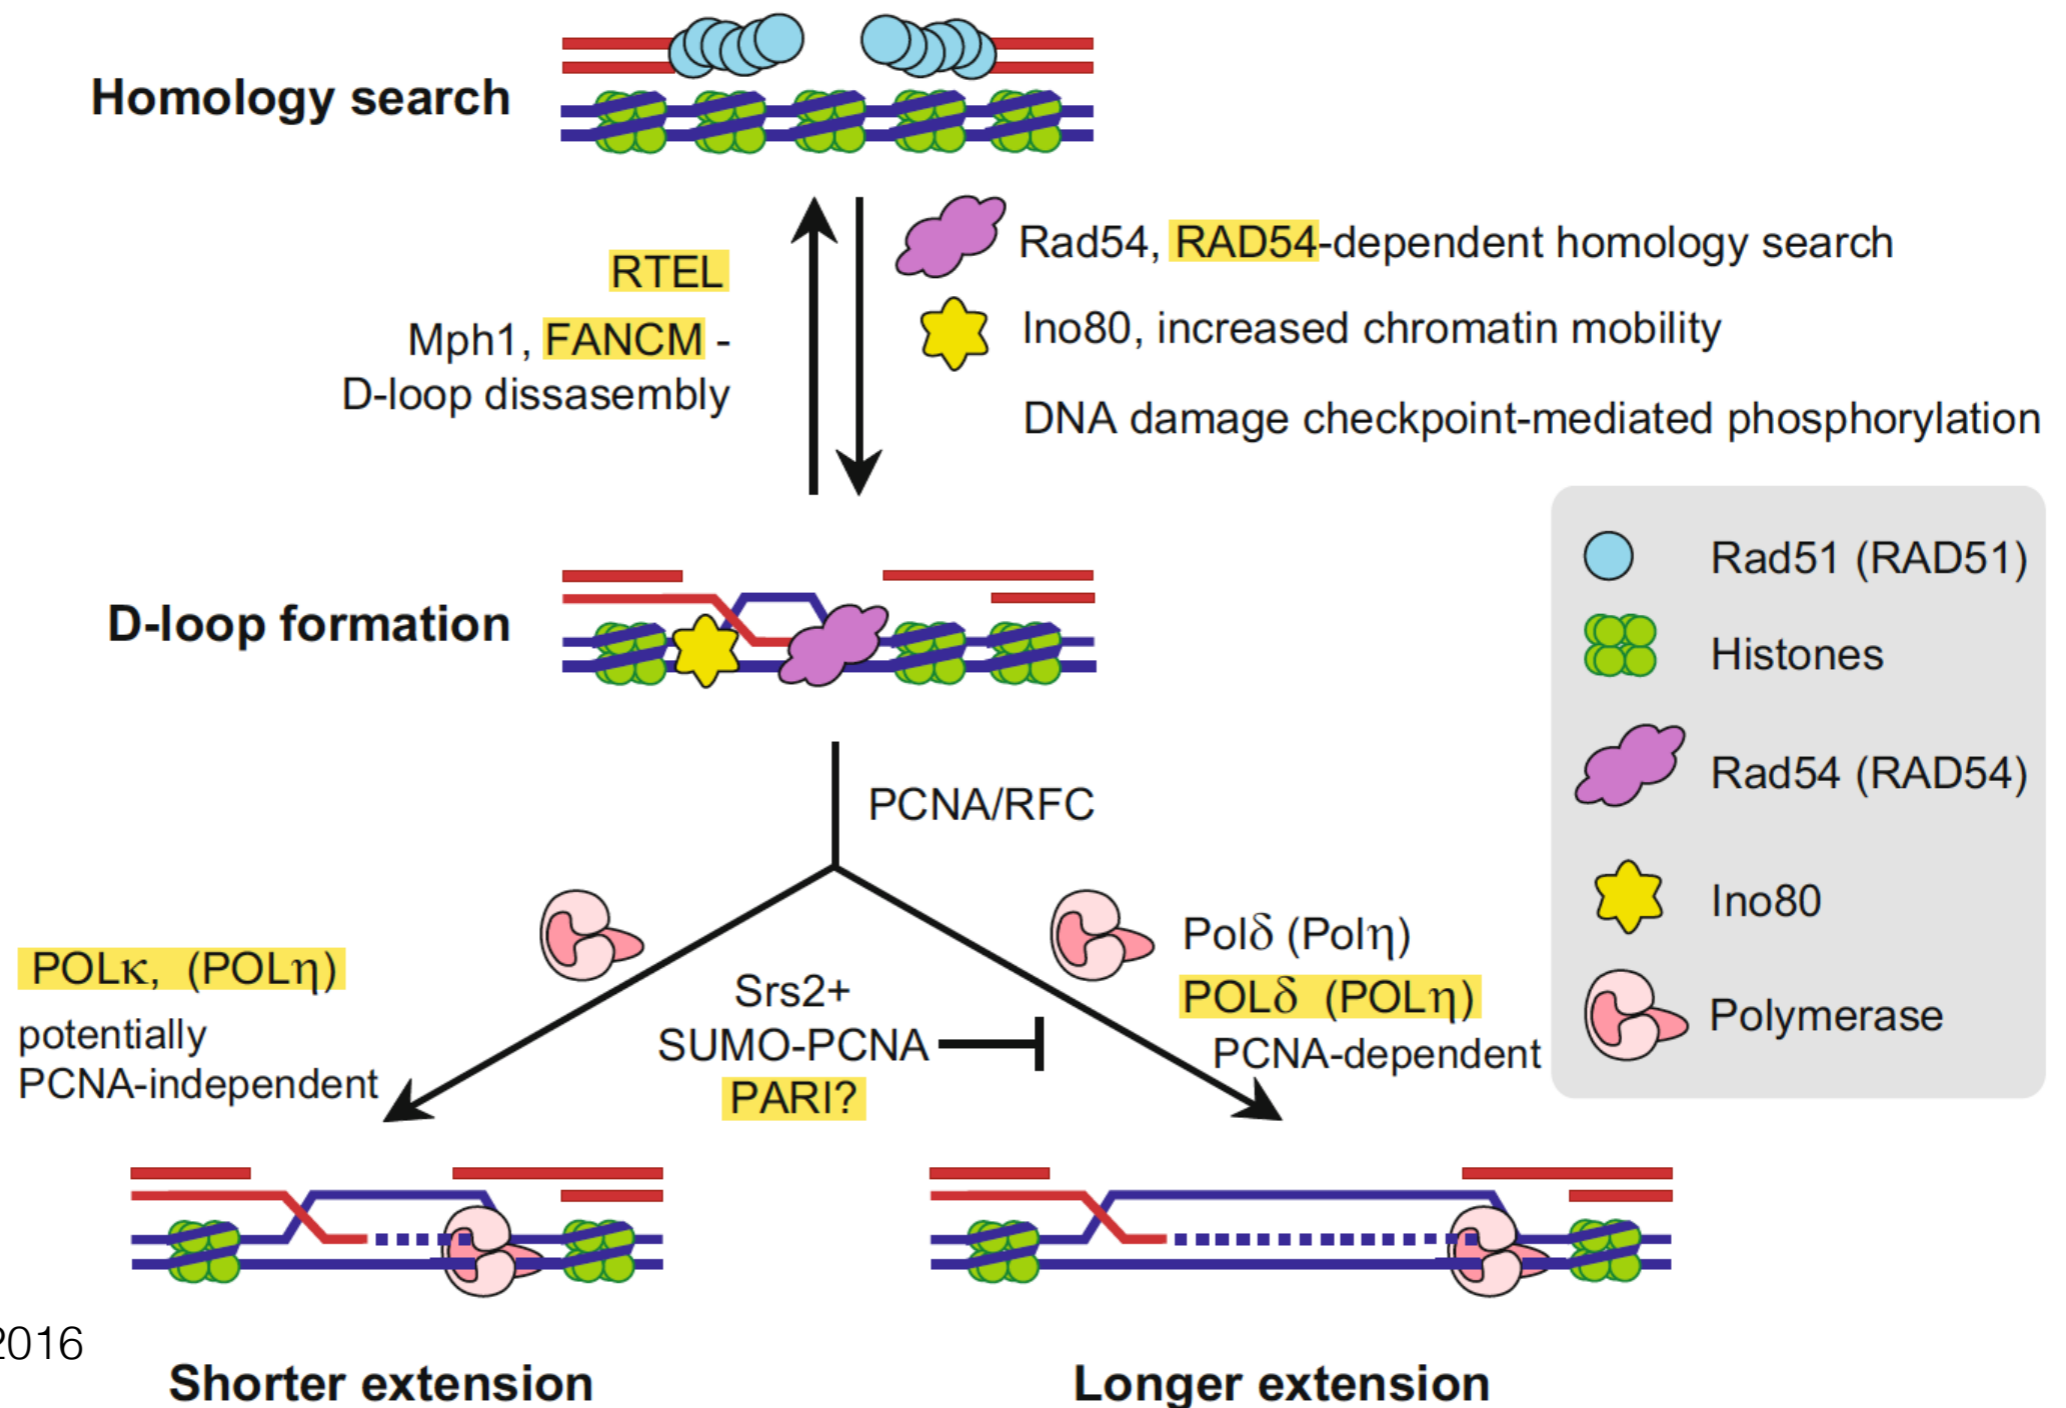 Homology search
RTEL
Mph1, FANCM -
D-loop dissasembly
Rad54, RAD54-dependent homology search
Ino80, increased chromatin mobility
DNA damage checkpoint-mediated phosphorylation
D-loop formation
Rad51 (RAD51)
Histones
Rad54 (RAD54)
Ino80
Polymerase
PCNA/RFC
POLκ, (POLη)
potentially
PCNA-independent
Srs2+
SUMO-PCNA
PARI?
Polδ (Polη)
POLδ (POLη)
PCNA-dependent
2016
Shorter extension
Longer extension